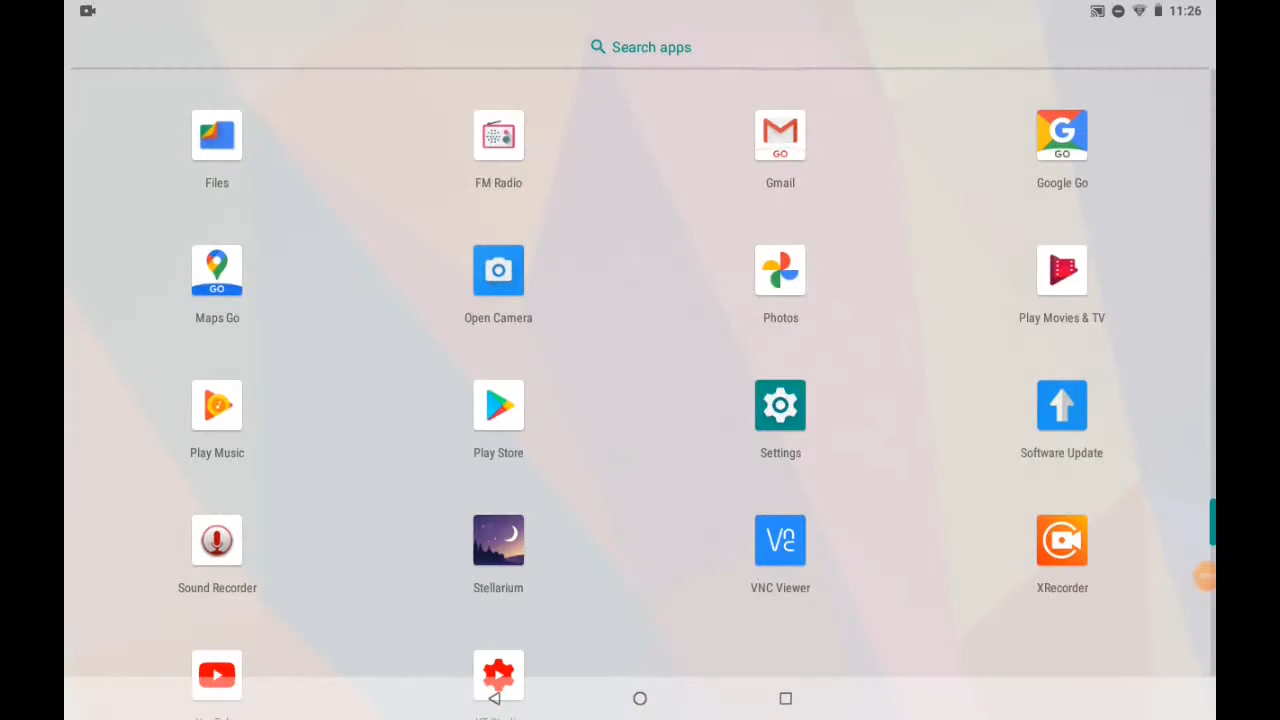 11:26
Search apps
GO
GO
Files
FM Radio
Gmail
Google Go
GO
Maps Go
Open Camera
Photos
Play Movies & TV
Play Music
Play Store
Settings
Software Update
Sound Recorder
Stellarium
VNC Viewer
XRecorder